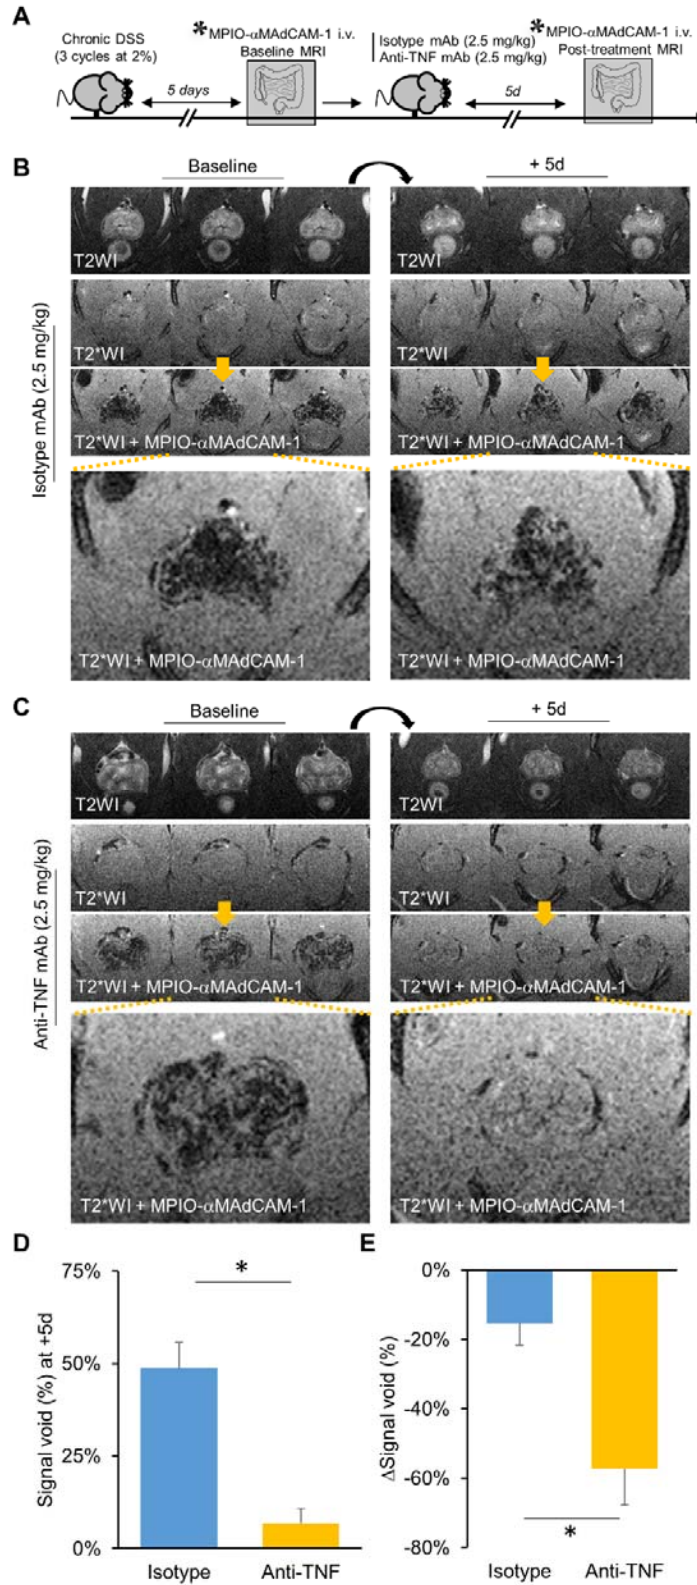 A
Chronic DSS
(3 cycles at 2%)
5 days
*MPIO-αMAdCAM-1 i.v.
Baseline MRI
Isotype mAb (2.5 mg/kg)
Anti-TNF mAb (2.5 mg/kg)
5d
*MPIO-αMAdCAM-1 i.v.
Post-treatment
MRI
B
Baseline
+ 5d
Isotype mAb (2.5 mg/kg)
T2WI
T2WI
T2*WI
T2*WI
T2*WI + MPIO-αMAdCAM-1
T2*WI + MPIO-αMAdCAM-1
T2*WI + MPIO-αMAdCAM-1
T2*WI + MPIO-αMAdCAM-1
C
Baseline
+ 5d
Anti-TNF mAb (2.5 mg/kg)
T2WI
T2WI
T2*WI
T2*WI
T2*WI + MPIO-αMAdCAM-1
T2*WI + MPIO-αMAdCAM-1
T2*WI + MPIO-αMAdCAM-1
T2*WI + MPIO-αMAdCAM-1
D
Signal void (%) at +5d
75%
50%
25%
0%
*
Isotype
Anti-TNF
E
ΔSignal void (%)
0%
-20%
-40%
-60%
-80%
*
Isotype
Anti-TNF